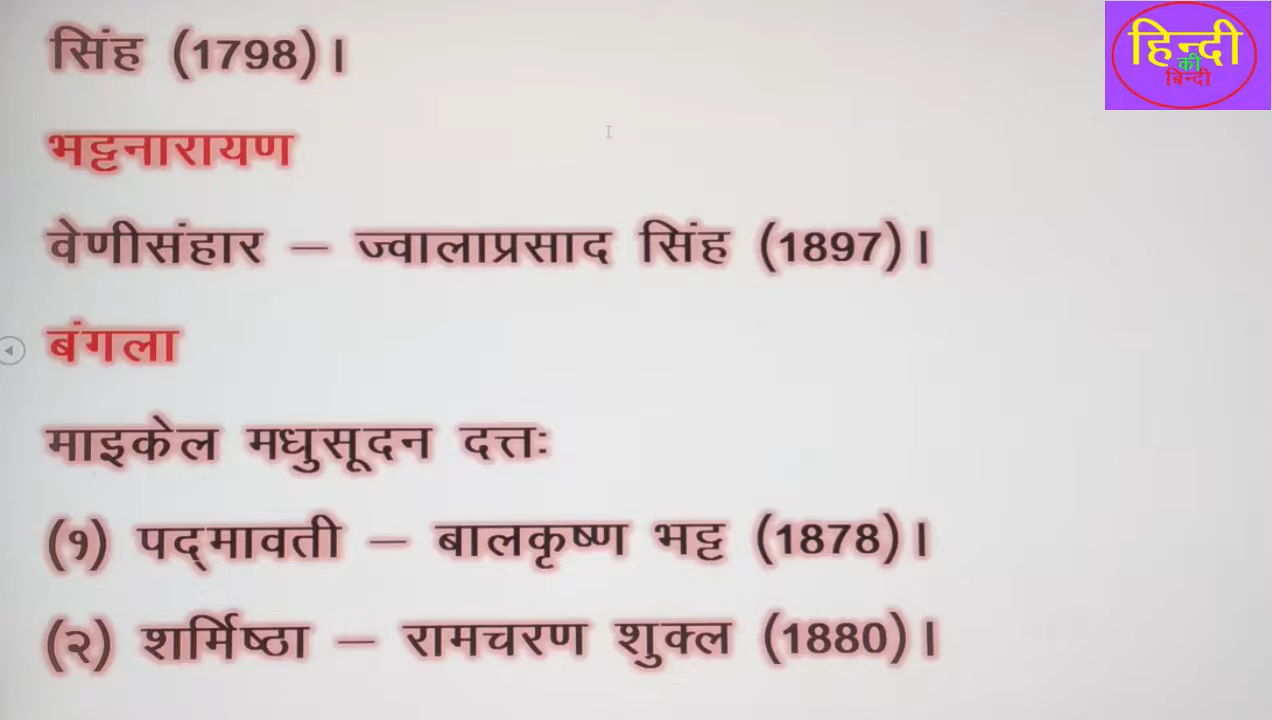 सिंह (1798)।
हिन्दी
की
बिन्दी
भट्टनारायण
वेणीसंहार – ज्वालाप्रसाद सिंह (1897)।
बंगला
माइकेल मधुसूदन दत्तः
(१) पद्‌मावती – बालकृष्ण भट्ट (1878)।
(२) शर्मिष्ठा – रामचरण शुक्ल (1880)।